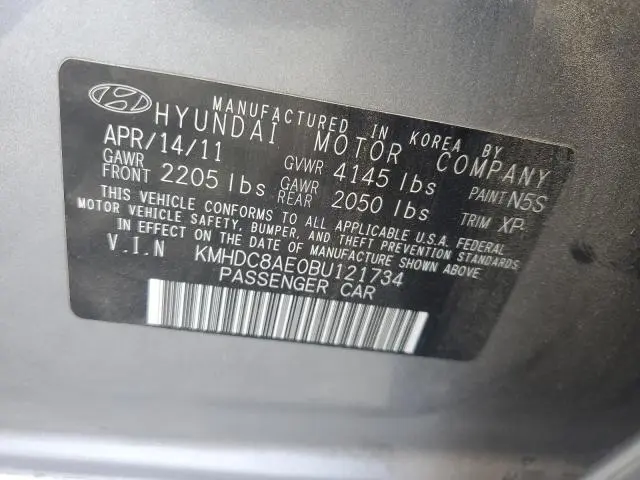 MANUFACTURED IN KOREA BY
HYUNDAI MOTOR COMPANY
APR/14/11
GAWR FRONT 2205 lbs GVWR 4145 lbs GAWR REAR 2050 lbs PAINT N5S TRIM XP
THIS VEHICLE CONFORMS TO ALL APPLICABLE U.S.A. FEDERAL
MOTOR VEHICLE SAFETY, BUMPER, AND THEFT PREVENTION STANDARDS
IN EFFECT ON THE DATE OF MANUFACTURE SHOWN ABOVE.
V.I.N KMHDC8AE0BU121734
PASSENGER CAR